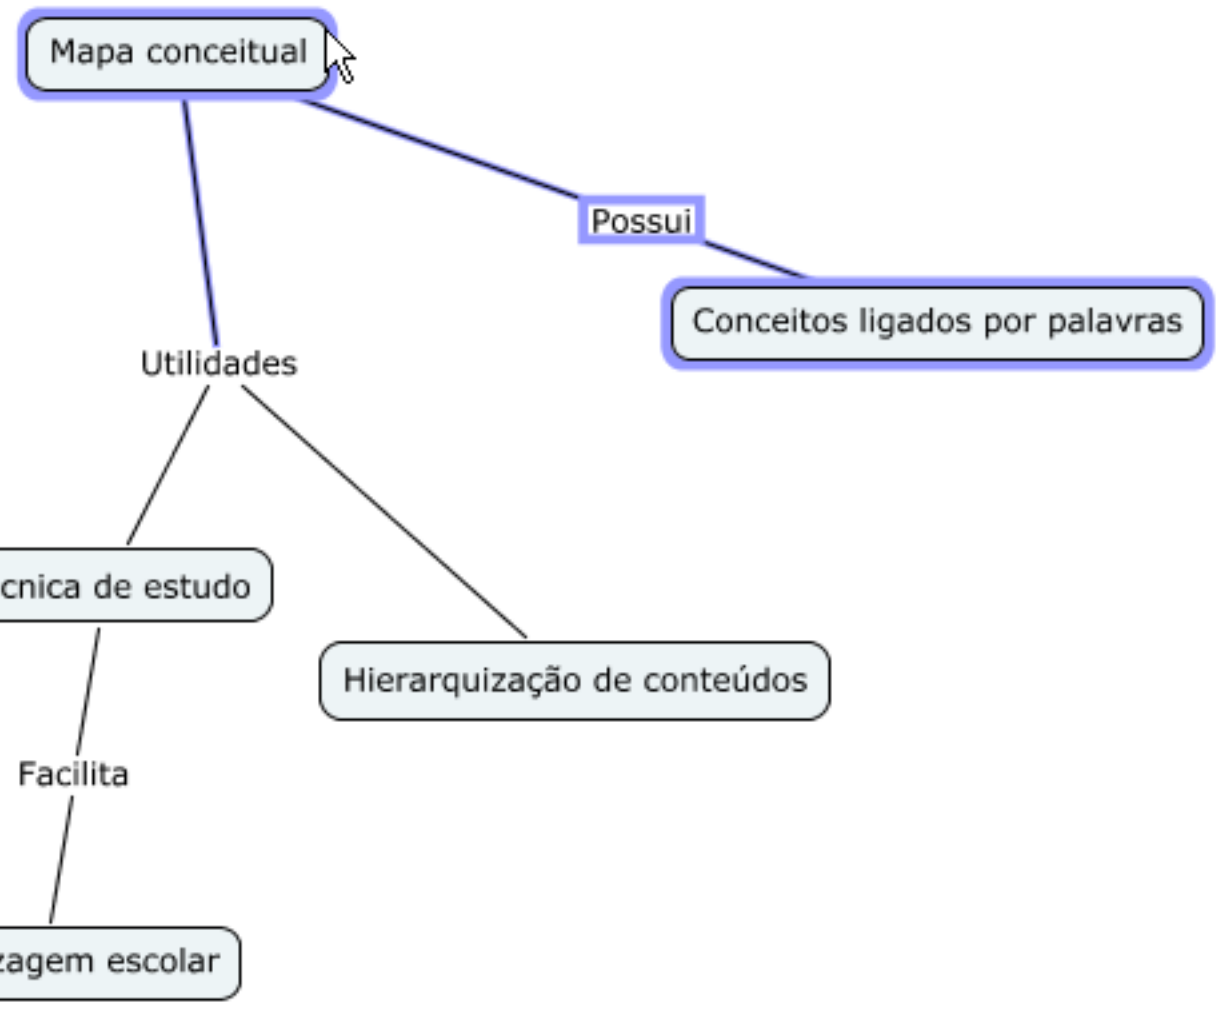 Mapa conceitual
Possui
Conceitos ligados por palavras
Utilidades
cnica de estudo
Hierarquização de conteúdos
Facilita
zagem escolar